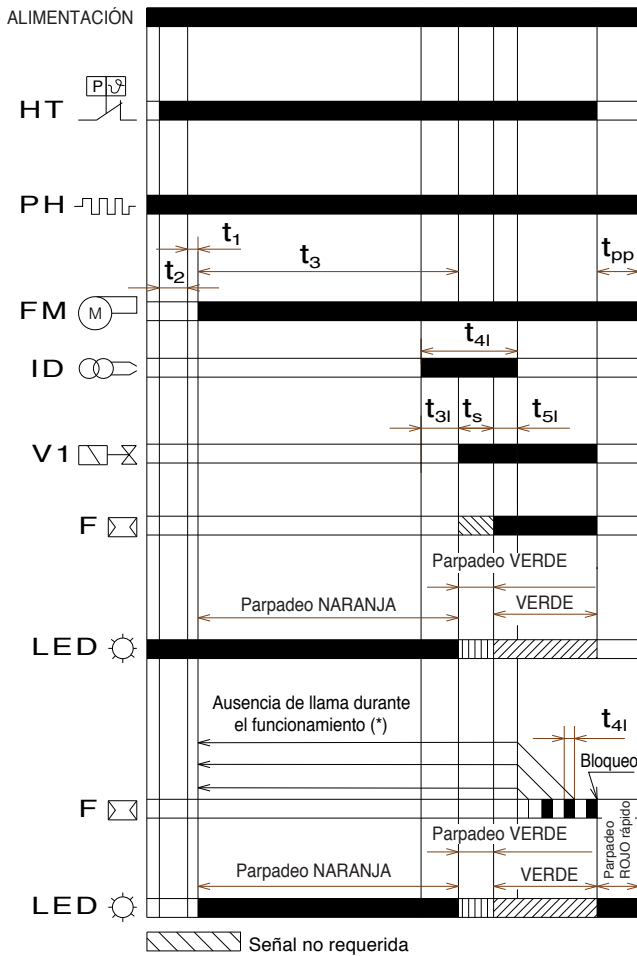 ALIMENTACIÓN
P ϑ
HT
PH
t1
t2
t3
tpp
FM M
t4l
ID
t3l ts t5l
V1
F
Parpadeo VERDE
Parpadeo NARANJA VERDE
LED
Ausencia de llama durante
el funcionamiento (*)
t4l
Bloqueo
F
Parpadeo VERDE
Parpadeo NARANJA VERDE
Parpadeo
ROJO rápido
LED
Señal no requerida